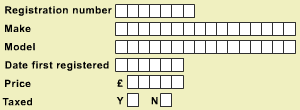 Registration number
Make
Model
Date first registered
Price £
Taxed Y N